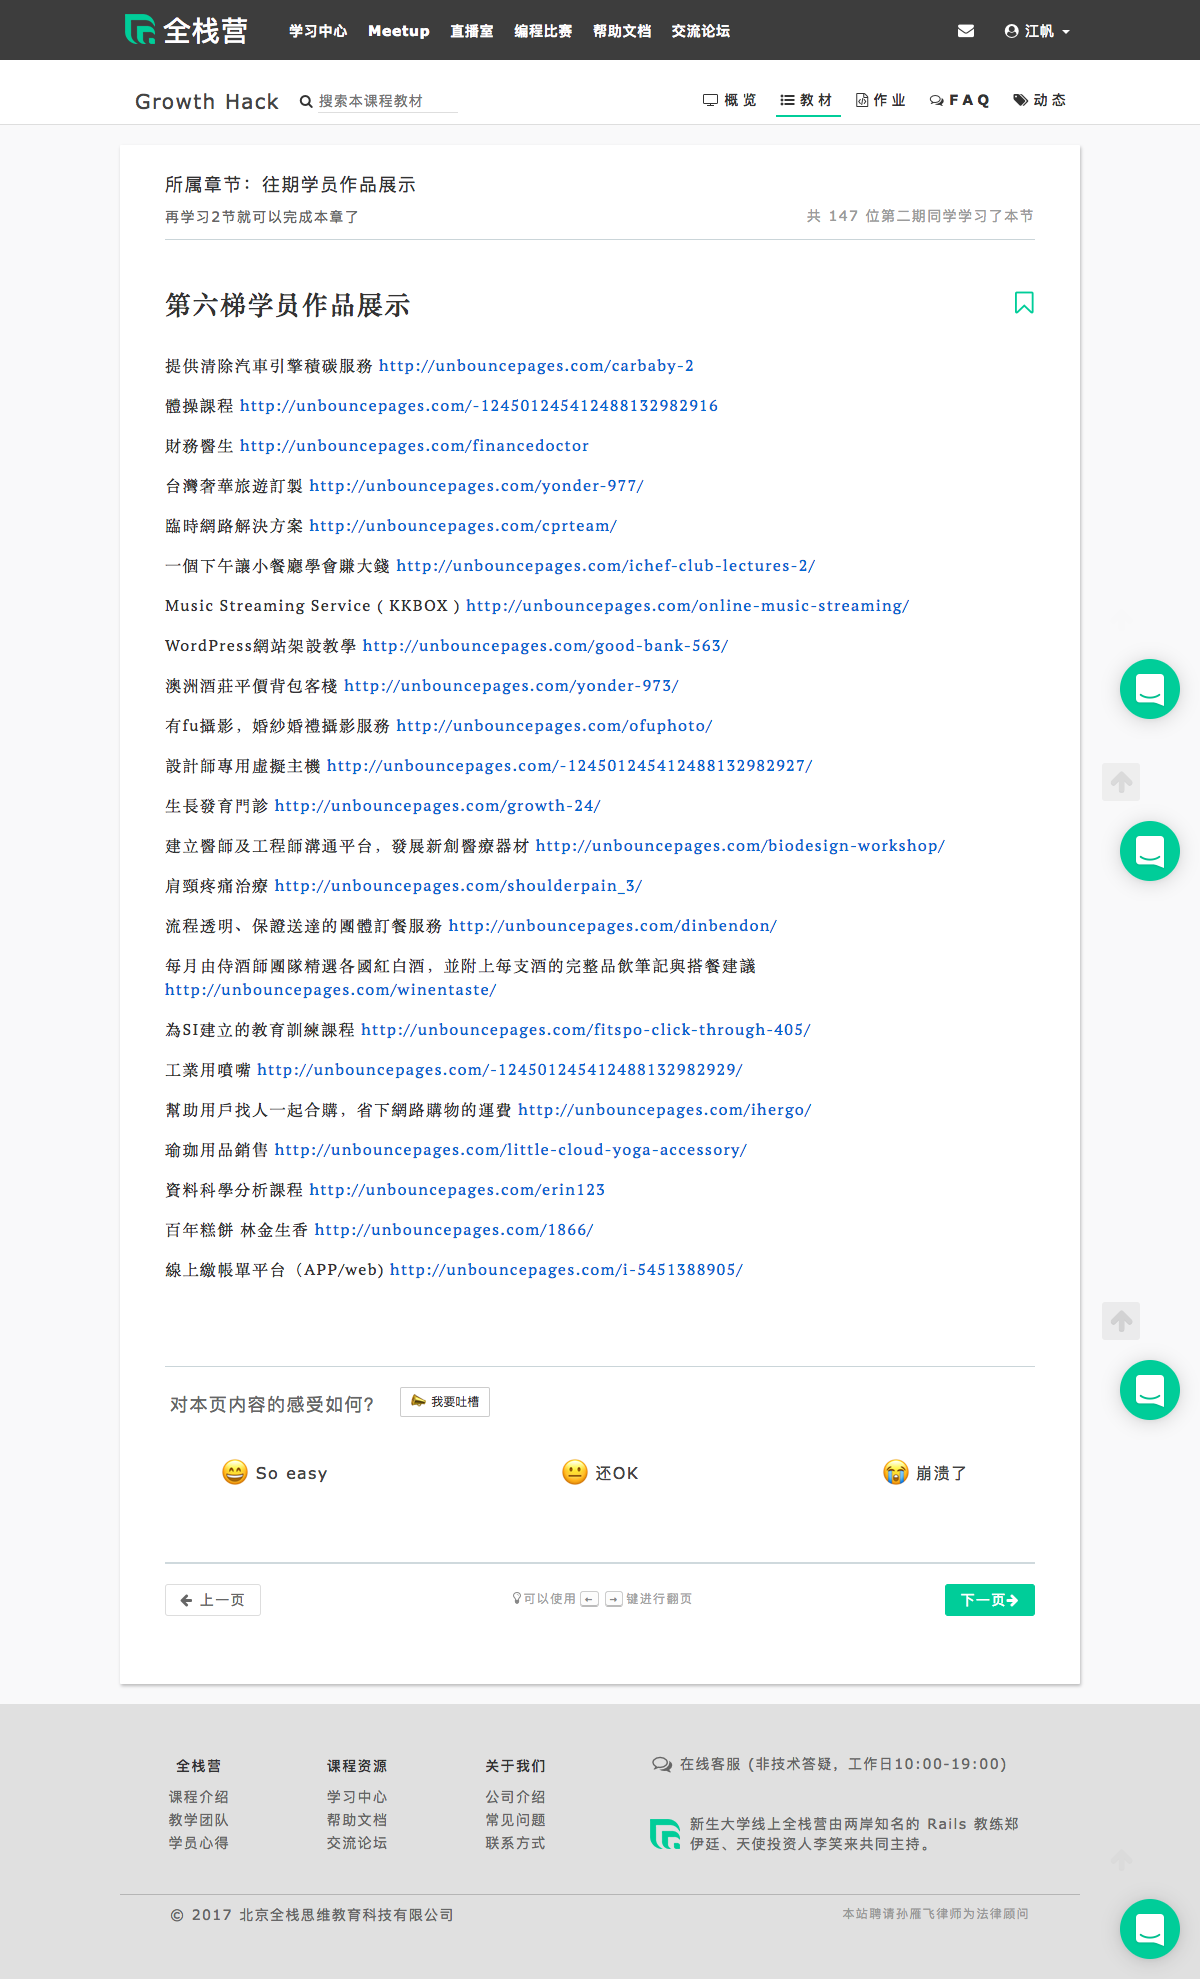 全栈营
学习中心 Meetup 直播室 编程比赛 帮助文档 交流论坛 江帆
Growth Hack 搜索本课程教材 概览 教材 作业 FAQ 动态
所属章节：往期学员作品展示
再学习2节就可以完成本章了
共 147 位第二期同学学习了本节
第六梯学员作品展示
提供清除汽車引擎積碳服務 http://unbouncepages.com/carbaby-2
體操課程 http://unbouncepages.com/-124501245412488132982916
財務醫生 http://unbouncepages.com/financedoctor
台灣奢華旅遊訂製 http://unbouncepages.com/yonder-977/
臨時網路解決方案 http://unbouncepages.com/cprteam/
一個下午讓小餐廳學會賺大錢 http://unbouncepages.com/ichef-club-lectures-2/
Music Streaming Service ( KKBOX ) http://unbouncepages.com/online-music-streaming/
WordPress網站架設教學 http://unbouncepages.com/good-bank-563/
澳洲酒莊平價背包客棧 http://unbouncepages.com/yonder-973/
有fu攝影，婚紗婚禮攝影服務 http://unbouncepages.com/ofuphoto/
設計師專用虛擬主機 http://unbouncepages.com/-124501245412488132982927/
生長發育門診 http://unbouncepages.com/growth-24/
建立醫師及工程師溝通平台，發展新創醫療器材 http://unbouncepages.com/biodesign-workshop/
肩頸疼痛治療 http://unbouncepages.com/shoulderpain_3/
流程透明、保證送達的團體訂餐服務 http://unbouncepages.com/dinbendon/
每月由侍酒師團隊精選各國紅白酒，並附上每支酒的完整品飲筆記與搭餐建議
http://unbouncepages.com/winentaste/
為SI建立的教育訓練課程 http://unbouncepages.com/fitspo-click-through-405/
工業用噴嘴 http://unbouncepages.com/-124501245412488132982929/
幫助用戶找人一起合購，省下網路購物的運費 http://unbouncepages.com/ihergo/
瑜珈用品銷售 http://unbouncepages.com/little-cloud-yoga-accessory/
資料科學分析課程 http://unbouncepages.com/erin123
百年糕餅 林金生香 http://unbouncepages.com/1866/
線上繳帳單平台（APP/web) http://unbouncepages.com/i-5451388905/
对本页内容的感受如何? 我要吐槽
So easy 还OK 崩溃了
上一页 可以使用 ← → 键进行翻页 下一页
全栈营 课程资源 关于我们
课程介绍 学习中心 公司介绍
教学团队 帮助文档 常见问题
学员心得 交流论坛 联系方式
在线客服 (非技术答疑，工作日10:00-19:00)
新生大学线上全栈营由两岸知名的 Rails 教练郑
伊廷、天使投资人李笑来共同主持。
© 2017 北京全栈思维教育科技有限公司
本站聘请孙雁飞律师为法律顾问